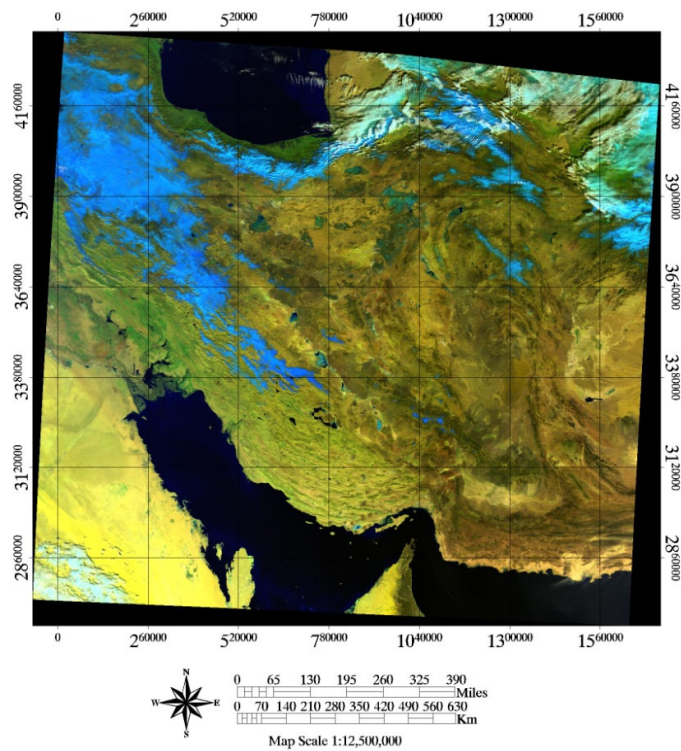 0 260000 520000 780000 1040000 1300000 1560000
4160000 4160000
3900000 3900000
3640000 3640000
3380000 3380000
3120000 3120000
2860000 2860000
0 260000 520000 780000 1040000 1300000 1560000
N
W E
S
0 65 130 195 260 325 390
Miles
0 70 140 210 280 350 420 490 560 630
Km
Map Scale 1:12,500,000